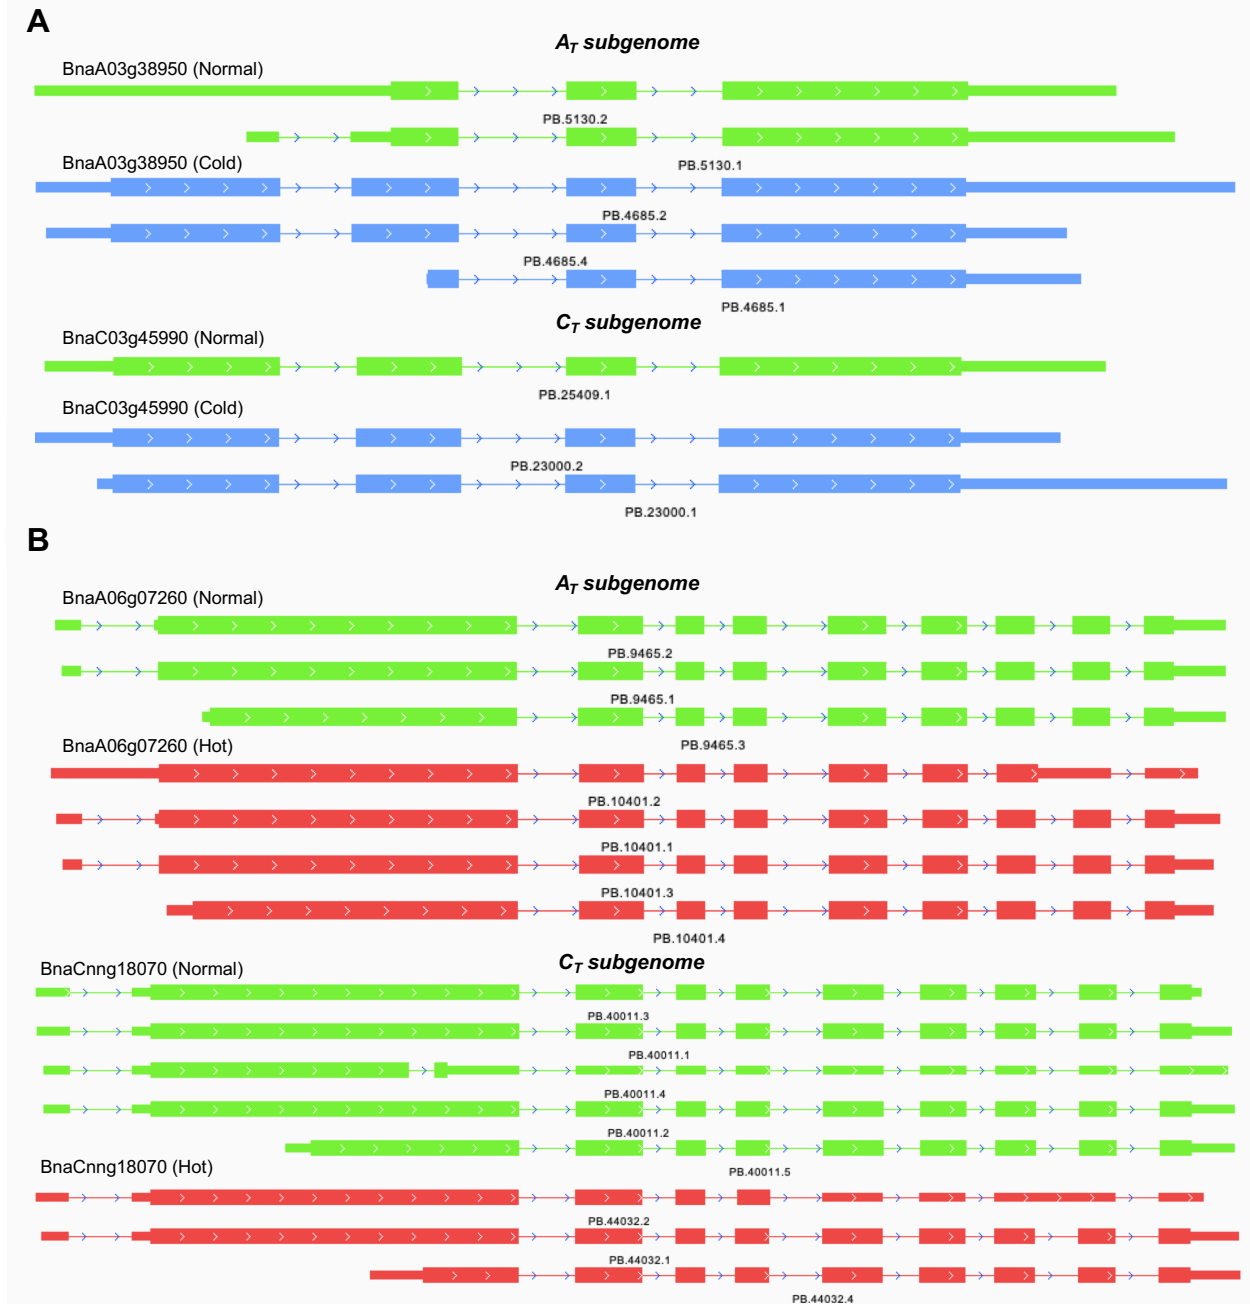 A
A_T subgenome
BnaA03g38950 (Normal)
PB.5130.2
PB.5130.1
BnaA03g38950 (Cold)
PB.4685.2
PB.4685.4
PB.4685.1
C_T subgenome
BnaC03g45990 (Normal)
PB.25409.1
BnaC03g45990 (Cold)
PB.23000.2
PB.23000.1
B
A_T subgenome
BnaA06g07260 (Normal)
PB.9465.2
PB.9465.1
PB.9465.3
BnaA06g07260 (Hot)
PB.10401.2
PB.10401.1
PB.10401.3
PB.10401.4
C_T subgenome
BnaCnng18070 (Normal)
PB.40011.3
PB.40011.1
PB.40011.4
PB.40011.2
PB.40011.5
BnaCnng18070 (Hot)
PB.44032.2
PB.44032.1
PB.44032.4